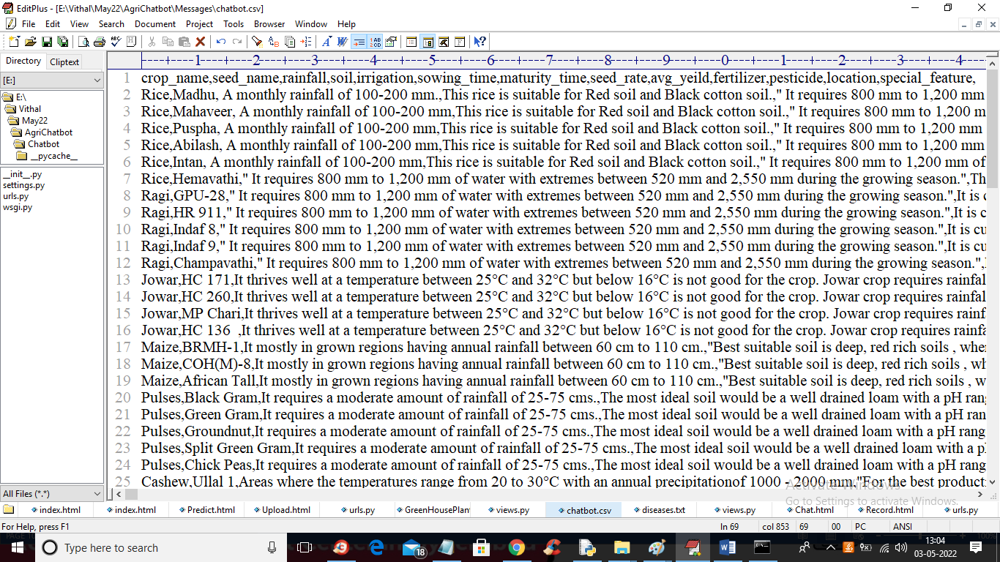 EditPlus - [E:\Vithal\May22\AgriChatbot\Messages\chatbot.csv]
File Edit View Search Document Project Tools Browser Window Help
Directory Cliptext
[E:]
E:\
Vithal
May22
AgriChatbot
Chatbot
__pycache__
__init__.py
settings.py
urls.py
wsgi.py
All Files (*.*)
----+----1----+----2----+----3----+----4----+----5----+----6----+----7----+----8----+----9----+----0----+----1----+----2----+----3----+----4----
1 crop_name,seed_name,rainfall,soil,irrigation,sowing_time,maturity_time,seed_rate,avg_yeild,fertilizer,pesticide,location,special_feature,
2 Rice,Madhu, A monthly rainfall of 100-200 mm.,This rice is suitable for Red soil and Black cotton soil.," It requires 800 mm to 1,200 mm
3 Rice,Mahaveer, A monthly rainfall of 100-200 mm,This rice is suitable for Red soil and Black cotton soil.," It requires 800 mm to 1,200 m
4 Rice,Puspha, A monthly rainfall of 100-200 mm,This rice is suitable for Red soil and Black cotton soil.," It requires 800 mm to 1,200 mm
5 Rice,Abilash, A monthly rainfall of 100-200 mm,This rice is suitable for Red soil and Black cotton soil.," It requires 800 mm to 1,200 mm
6 Rice,Intan, A monthly rainfall of 100-200 mm,This rice is suitable for Red soil and Black cotton soil.," It requires 800 mm to 1,200 mm of
7 Rice,Hemavathi," It requires 800 mm to 1,200 mm of water with extremes between 520 mm and 2,550 mm during the growing season.",Th
8 Ragi,GPU-28," It requires 800 mm to 1,200 mm of water with extremes between 520 mm and 2,550 mm during the growing season.",It is c
9 Ragi,HR 911," It requires 800 mm to 1,200 mm of water with extremes between 520 mm and 2,550 mm during the growing season.",It is c
10 Ragi,Indaf 8," It requires 800 mm to 1,200 mm of water with extremes between 520 mm and 2,550 mm during the growing season.",It is cu
11 Ragi,Indaf 9," It requires 800 mm to 1,200 mm of water with extremes between 520 mm and 2,550 mm during the growing season.",It is cu
12 Ragi,Champavathi," It requires 800 mm to 1,200 mm of water with extremes between 520 mm and 2,550 mm during the growing season.",
13 Jowar,HC 171,It thrives well at a temperature between 25°C and 32°C but below 16°C is not good for the crop. Jowar crop requires rainfal
14 Jowar,HC 260,It thrives well at a temperature between 25°C and 32°C but below 16°C is not good for the crop. Jowar crop requires rainfal
15 Jowar,MP Chari,It thrives well at a temperature between 25°C and 32°C but below 16°C is not good for the crop. Jowar crop requires rainf
16 Jowar,HC 136  ,It thrives well at a temperature between 25°C and 32°C but below 16°C is not good for the crop. Jowar crop requires rainfa
17 Maize,BRMH-1,It mostly in grown regions having annual rainfall between 60 cm to 110 cm.,"Best suitable soil is deep, red rich soils , whe
18 Maize,COH(M)-8,It mostly in grown regions having annual rainfall between 60 cm to 110 cm.,"Best suitable soil is deep, red rich soils , wh
19 Maize,African Tall,It mostly in grown regions having annual rainfall between 60 cm to 110 cm.,"Best suitable soil is deep, red rich soils , w
20 Pulses,Black Gram,It requires a moderate amount of rainfall of 25-75 cms.,The most ideal soil would be a well drained loam with a pH ran
21 Pulses,Green Gram,It requires a moderate amount of rainfall of 25-75 cms.,The most ideal soil would be a well drained loam with a pH ran
22 Pulses,Groundnut,It requires a moderate amount of rainfall of 25-75 cms.,The most ideal soil would be a well drained loam with a pH rang
23 Pulses,Split Green Gram,It requires a moderate amount of rainfall of 25-75 cms.,The most ideal soil would be a well drained loam with a p
24 Pulses,Chick Peas,It requires a moderate amount of rainfall of 25-75 cms.,The most ideal soil would be a well drained loam with a pH rang
25 Cashew,Ullal 1,Areas where the temperatures range from 20 to 30°C with an annual precipitationof 1000 - 2000 mm,"For the best product
Activate Windows
Go to Settings to activate Windows.
index.html index.html Predict.html Upload.html urls.py GreenHousePlan views.py chatbot.csv diseases.txt views.py Chat.html Record.html urls.py
For Help, press F1 ln 69 col 853 69 00 PC ANSI
Type here to search
18
13:04
03-05-2022